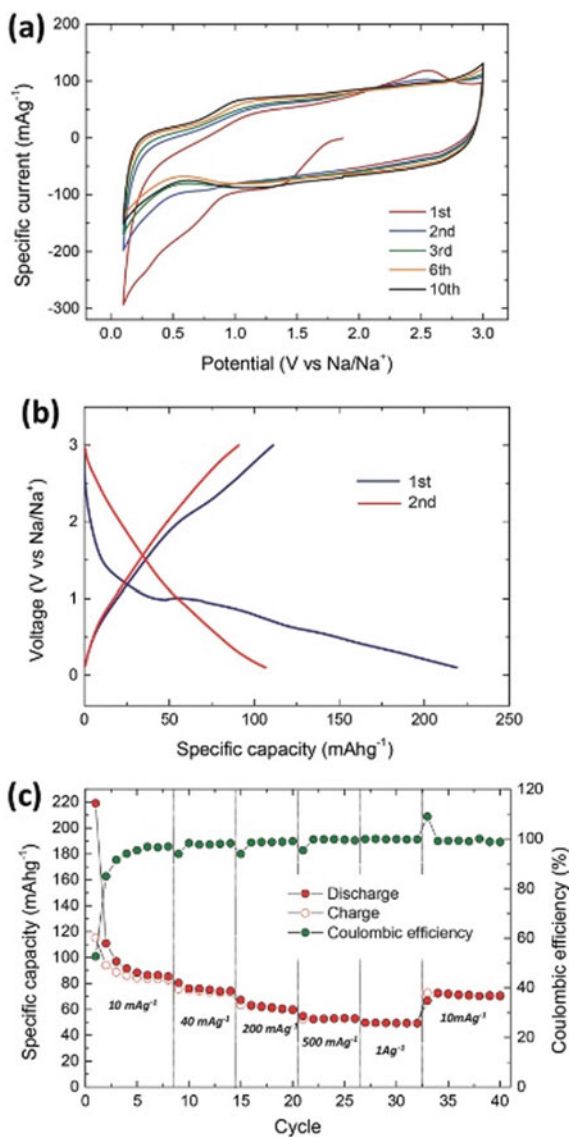 (a)
200
100
0
-100
-200
-300
Specific current (mAg⁻¹)
1st
2nd
3rd
6th
10th
0.0 0.5 1.0 1.5 2.0 2.5 3.0
Potential (V vs Na/Na⁺)
(b)
3
2
1
0
Voltage (V vs Na/Na⁺)
1st
2nd
0 50 100 150 200 250
Specific capacity (mAhg⁻¹)
(c)
220
200
180
160
140
120
100
80
60
40
20
0
Specific capacity (mAhg⁻¹)
Discharge
Charge
Coulombic efficiency
10 mAg⁻¹
40 mAg⁻¹
200 mAg⁻¹
500 mAg⁻¹
1Ag⁻¹
10mAg⁻¹
120
100
80
60
40
20
0
Coulombic efficiency (%)
0 5 10 15 20 25 30 35 40
Cycle